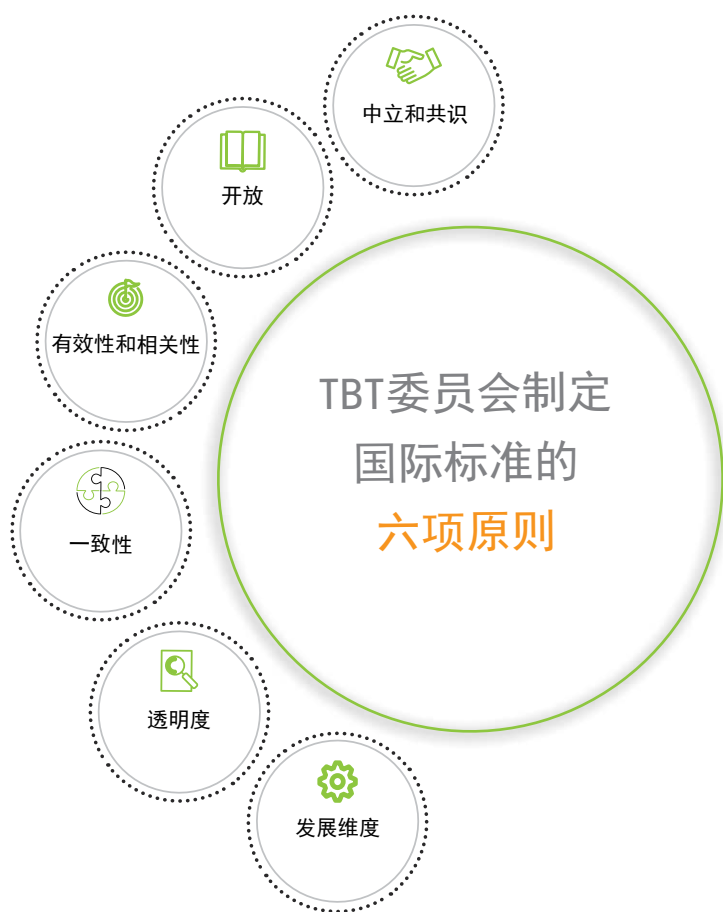 中立和共识
开放
有效性和相关性
一致性
透明度
发展维度
TBT委员会制定
国际标准的
六项原则